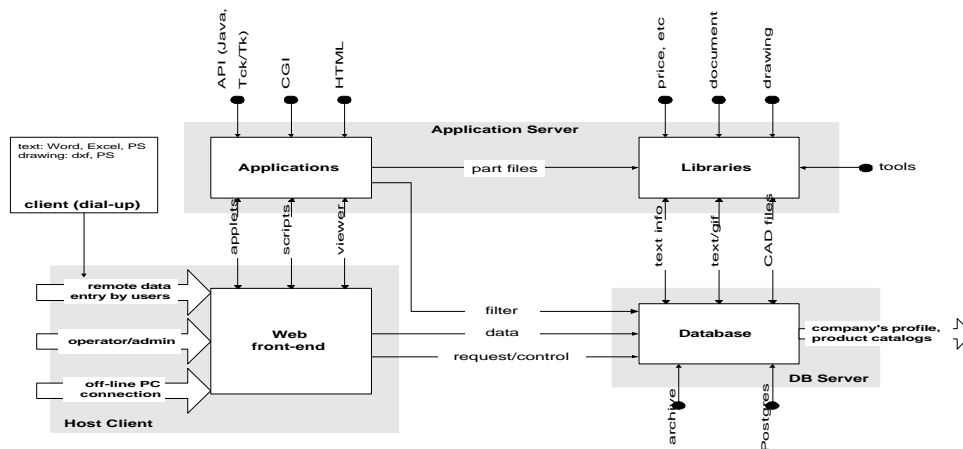 API (Java,
Tck/Tk)
CGI
HTML
price, etc
document
drawing
Application Server
text: Word, Excel, PS
drawing: dxf, PS
client (dial-up)
Applications
part files
Libraries
tools
applets
scripts
viewer
text info
text/gif
CAD files
remote data
entry by users
operator/admin
off-line PC
connection
Host Client
Web
front-end
filter
data
request/control
Database
company's profile,
product catalogs
DB Server
archive
Postgres